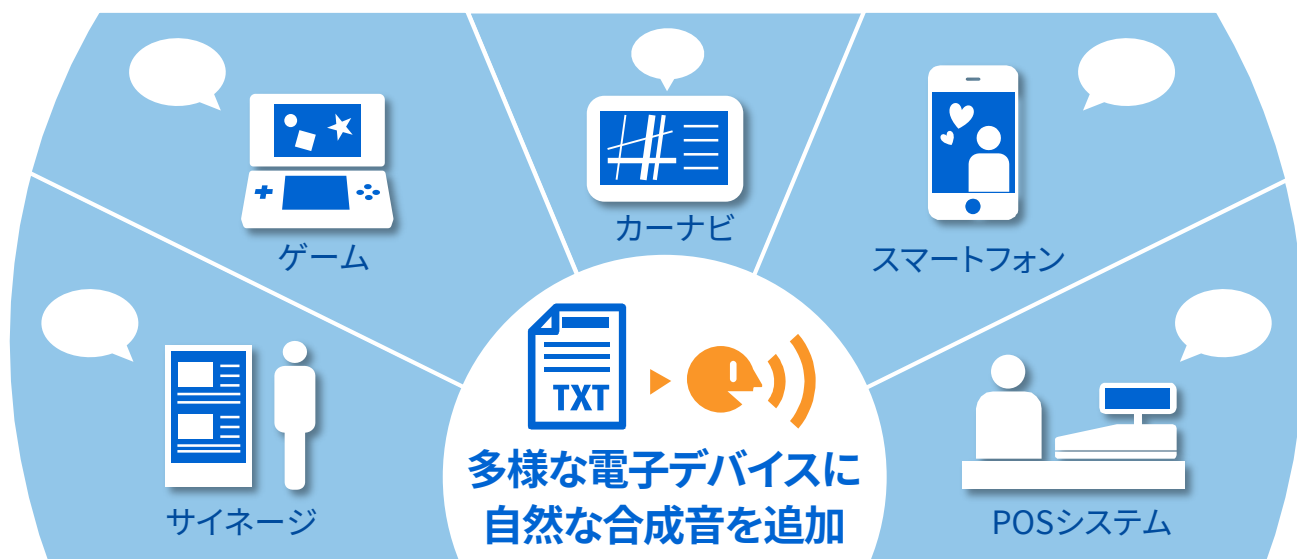 ゲーム
カーナビ
スマートフォン
サイネージ
TXT
多様な電子デバイスに
自然な合成音を追加
POSシステム